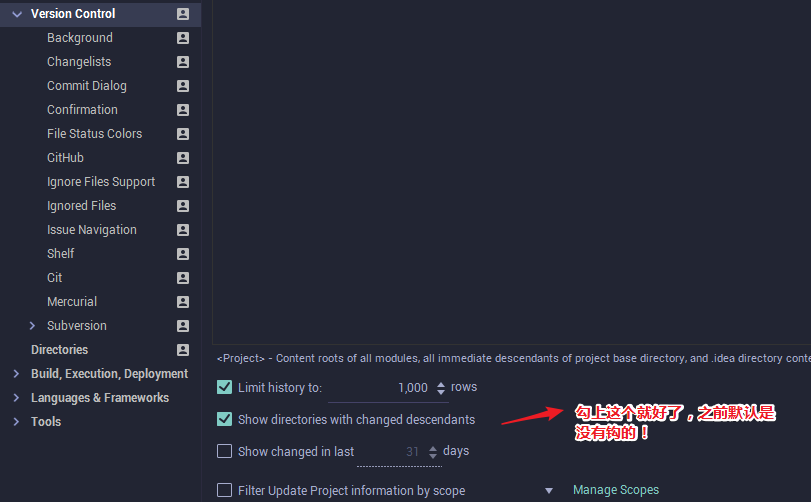 Version Control
Background
Changelists
Commit Dialog
Confirmation
File Status Colors
GitHub
Ignore Files Support
Ignored Files
Issue Navigation
Shelf
Git
Mercurial
Subversion
Directories
Build, Execution, Deployment
Languages & Frameworks
Tools
<Project> - Content roots of all modules, all immediate descendants of project base directory, and .idea directory conte
Limit history to: 1,000 rows
Show directories with changed descendants
勾上这个就好了，之前默认是
没有钩的！
Show changed in last 31 days
Filter Update Project information by scope
Manage Scopes